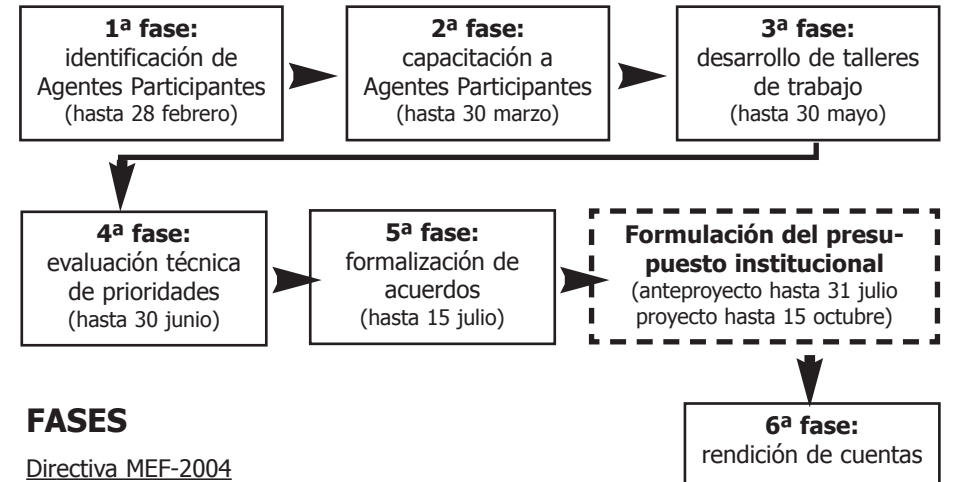 1ª fase:
identificación de
Agentes Participantes
(hasta 28 febrero)
2ª fase:
capacitación a
Agentes Participantes
(hasta 30 marzo)
3ª fase:
desarrollo de talleres
de trabajo
(hasta 30 mayo)
4ª fase:
evaluación técnica
de prioridades
(hasta 30 junio)
5ª fase:
formalización de
acuerdos
(hasta 15 julio)
Formulación del presu-
puesto institucional
(anteproyecto hasta 31 julio
proyecto hasta 15 octubre)
6ª fase:
rendición de cuentas
FASES
Directiva MEF-2004